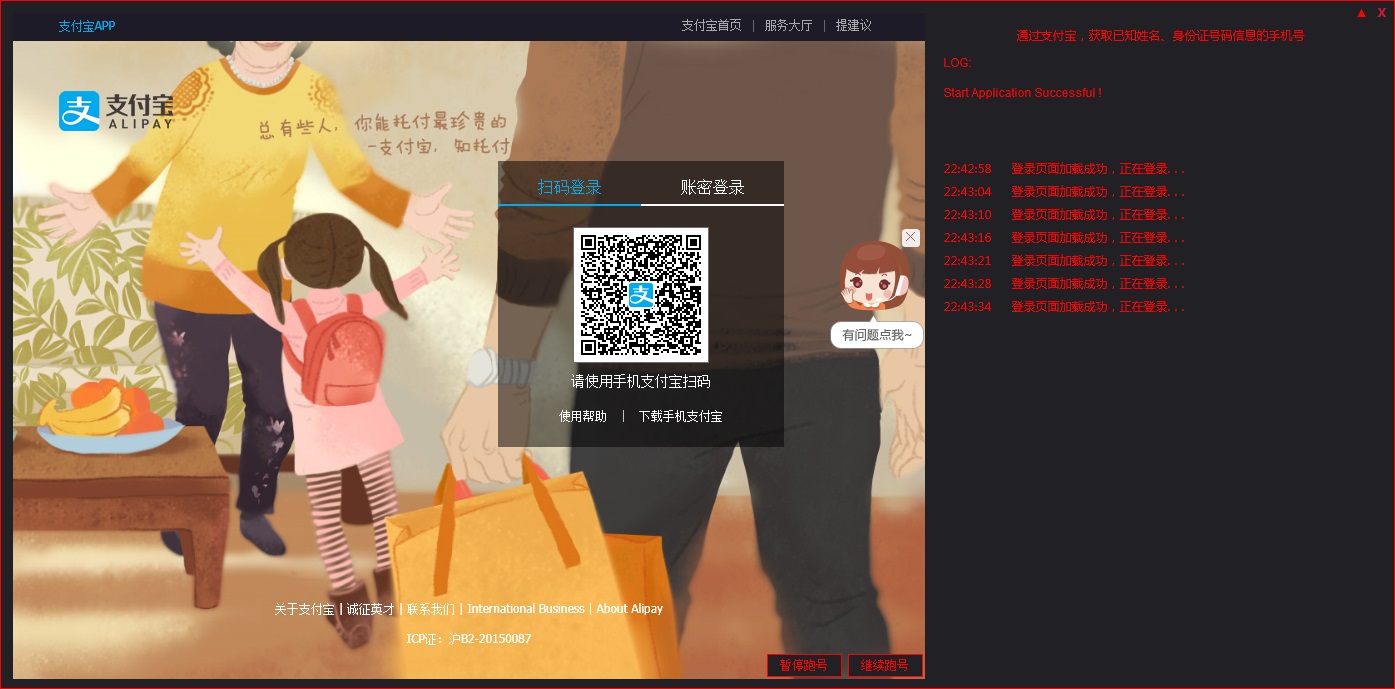 支付宝APP
支付宝首页 | 服务大厅 | 提建议
▲ X
通过支付宝，获取已知姓名、身份证号码信息的手机号
LOG:
Start Application Successful !
支付宝
ALIPAY
总有些人，你能托付最珍贵的
-支付宝，知托付
扫码登录 账密登录
支
请使用手机支付宝扫码
使用帮助 | 下载手机支付宝
有问题点我~
22:42:58 登录页面加载成功，正在登录...
22:43:04 登录页面加载成功，正在登录...
22:43:10 登录页面加载成功，正在登录...
22:43:16 登录页面加载成功，正在登录...
22:43:21 登录页面加载成功，正在登录...
22:43:28 登录页面加载成功，正在登录...
22:43:34 登录页面加载成功，正在登录...
关于支付宝 | 诚征英才 | 联系我们 | International Business | About Alipay
ICP证：沪B2-20150087
暂停跑号 继续跑号